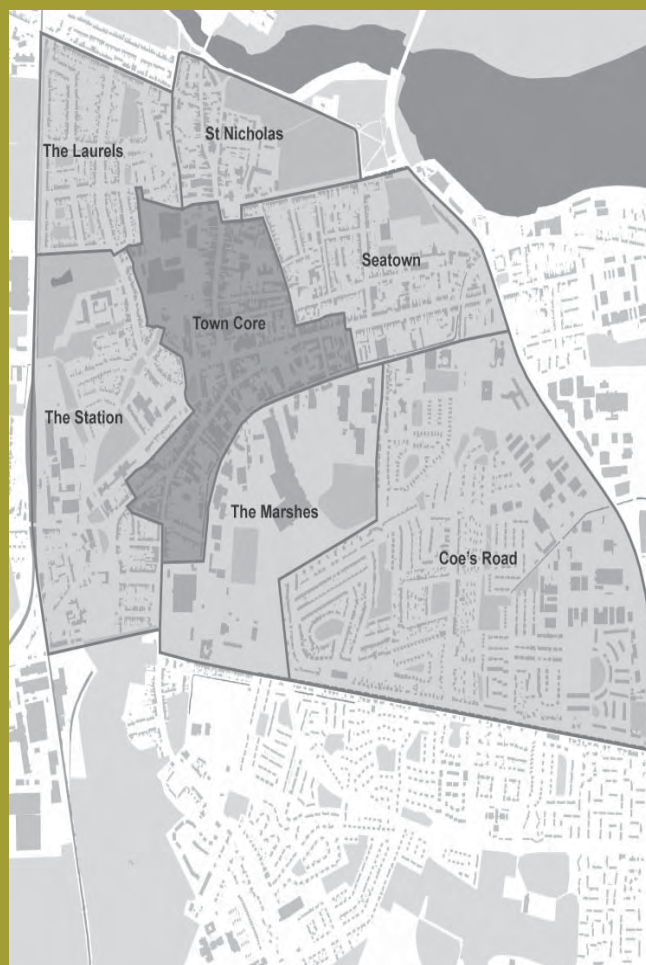 St Nicholas
The Laurels
Seatown
Town Core
The Station
The Marshes
Coe's Road